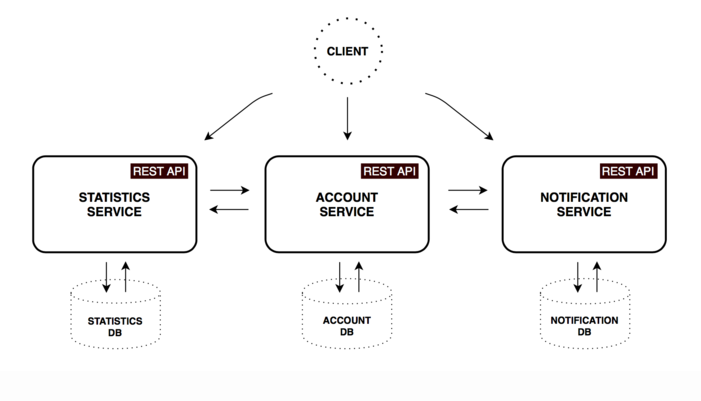 CLIENT
REST API
STATISTICS
SERVICE
REST API
ACCOUNT
SERVICE
REST API
NOTIFICATION
SERVICE
STATISTICS
DB
ACCOUNT
DB
NOTIFICATION
DB